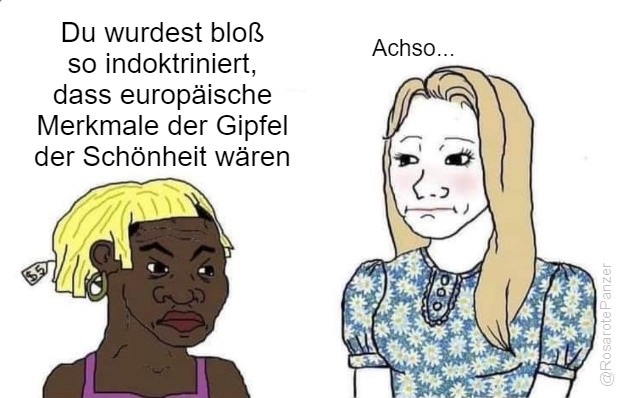 Du wurdest bloß
so indoktriniert,
dass europäische
Merkmale der Gipfel
der Schönheit wären
Achso...
$5
@RosarotePanzer